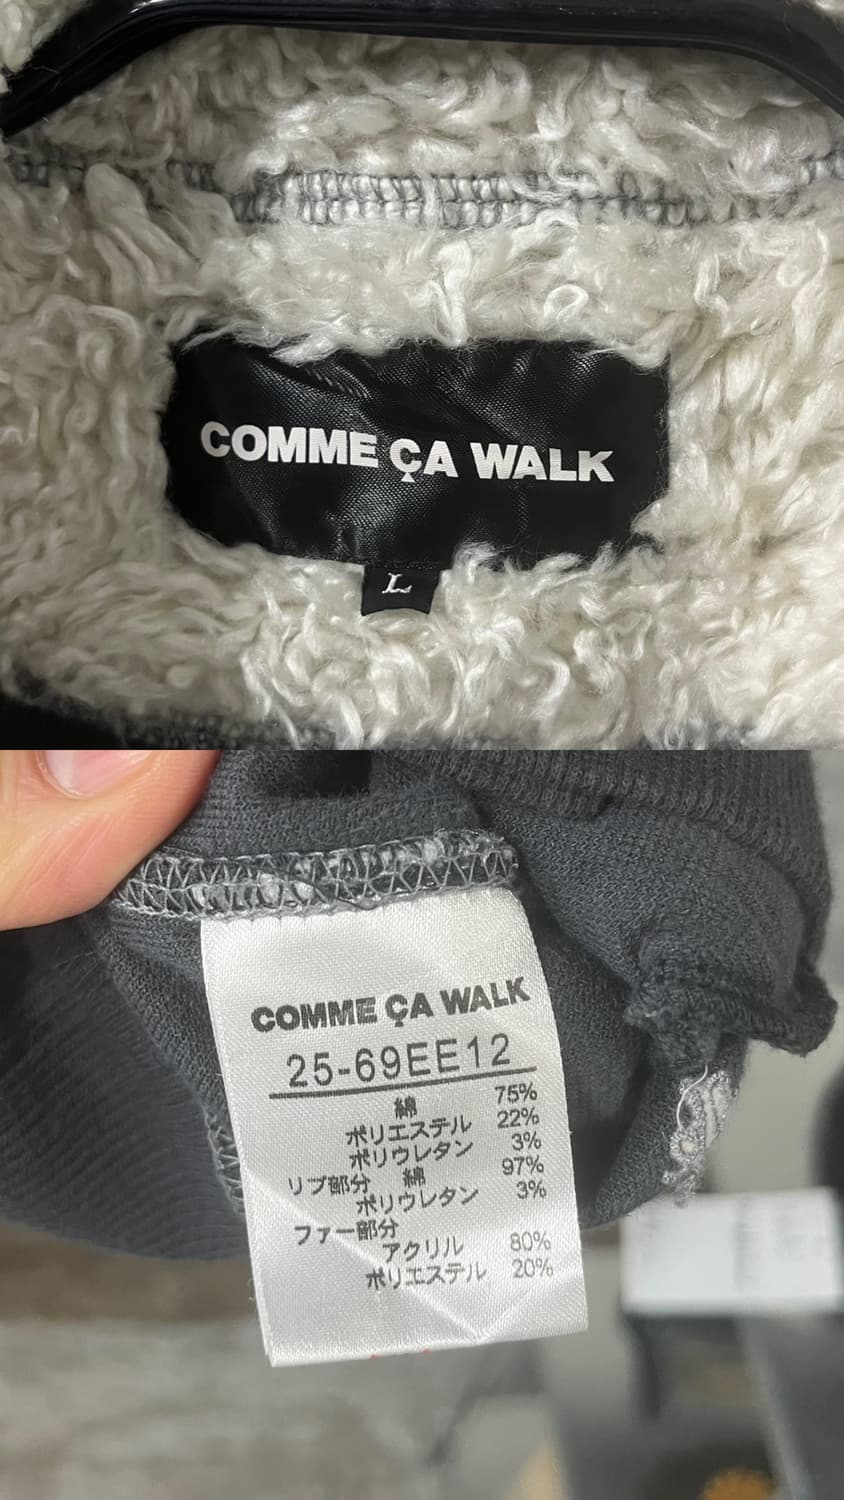 COMME ÇA WALK
L
COMME ÇA WALK
25-69EE12
綿 75%
ポリエステル 22%
ポリウレタン 3%
リブ部分 綿 97%
ポリウレタン 3%
ファー部分
アクリル 80%
ポリエステル 20%